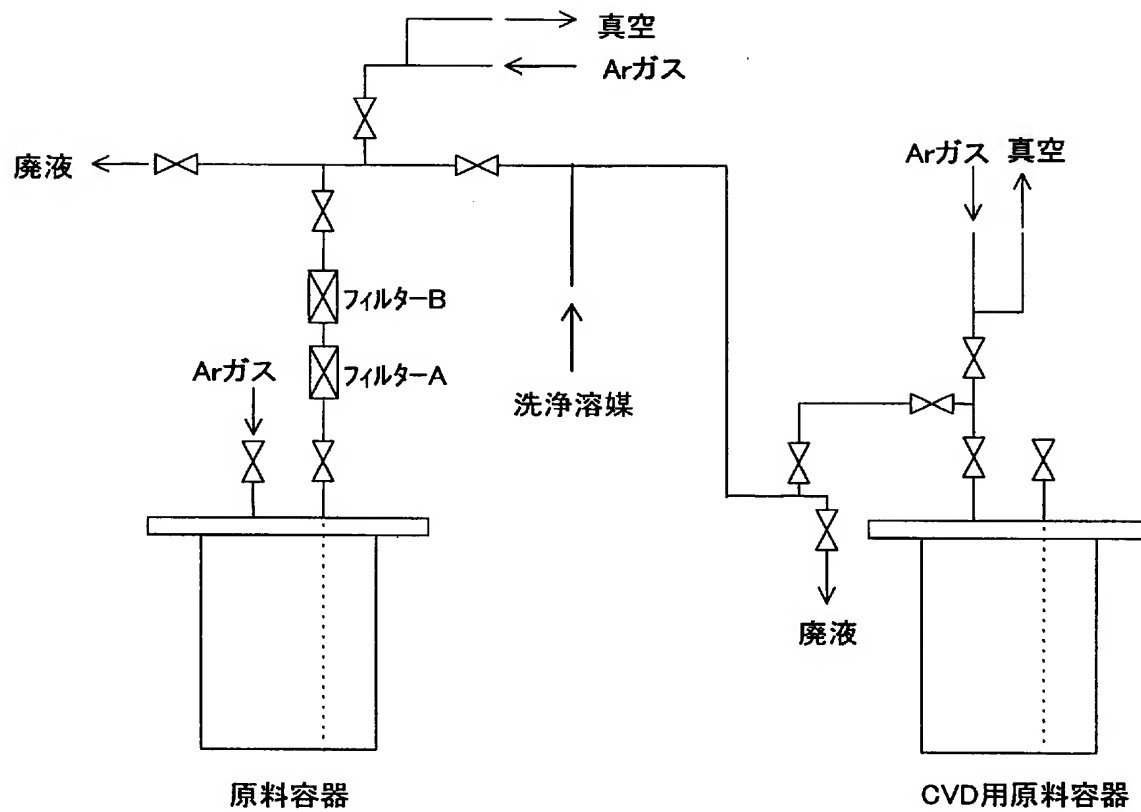 真空
Arガス
廃液
Arガス 真空
フィルターB
フィルターA
Arガス
洗浄溶媒
廃液
原料容器
CVD用原料容器